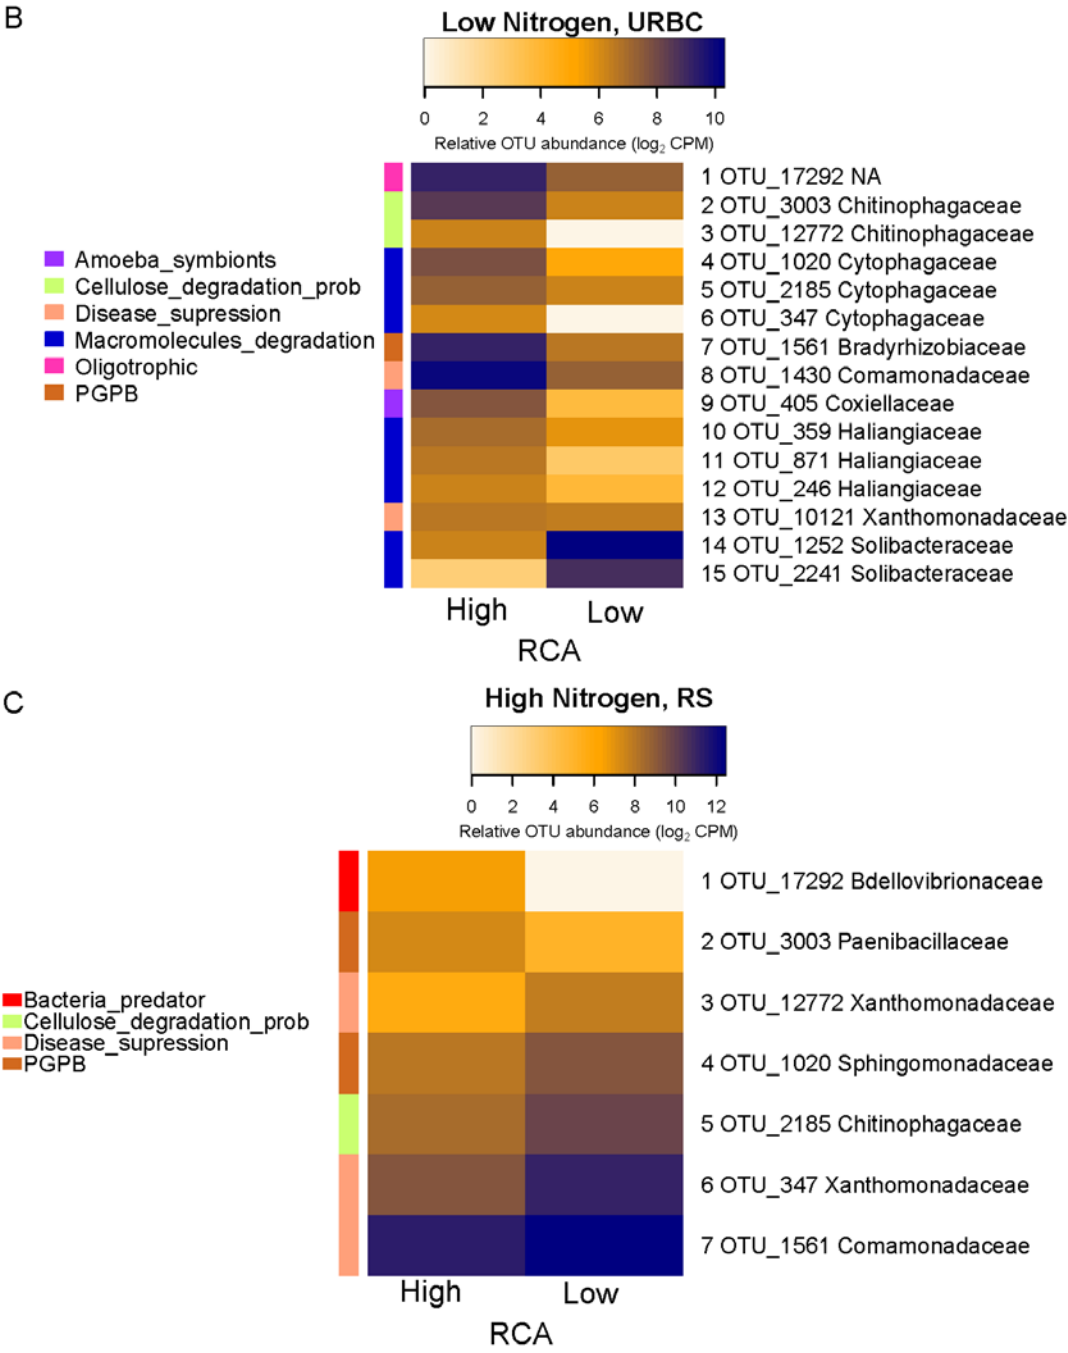 B
Low Nitrogen, URBC
0 2 4 6 8 10
Relative OTU abundance (log2 CPM)
Amoeba_symbionts
Cellulose_degradation_prob
Disease_supression
Macromolecules_degradation
Oligotrophic
PGPB
1 OTU_17292 NA
2 OTU_3003 Chitinophagaceae
3 OTU_12772 Chitinophagaceae
4 OTU_1020 Cytophagaceae
5 OTU_2185 Cytophagaceae
6 OTU_347 Cytophagaceae
7 OTU_1561 Bradyrhizobiaceae
8 OTU_1430 Comamonadaceae
9 OTU_405 Coxiellaceae
10 OTU_359 Haliangiaceae
11 OTU_871 Haliangiaceae
12 OTU_246 Haliangiaceae
13 OTU_10121 Xanthomonadaceae
14 OTU_1252 Solibacteraceae
15 OTU_2241 Solibacteraceae
High Low
RCA
C
High Nitrogen, RS
0 2 4 6 8 10 12
Relative OTU abundance (log2 CPM)
Bacteria_predator
Cellulose_degradation_prob
Disease_supression
PGPB
1 OTU_17292 Bdellovibrionaceae
2 OTU_3003 Paenibacillaceae
3 OTU_12772 Xanthomonadaceae
4 OTU_1020 Sphingomonadaceae
5 OTU_2185 Chitinophagaceae
6 OTU_347 Xanthomonadaceae
7 OTU_1561 Comamonadaceae
High Low
RCA